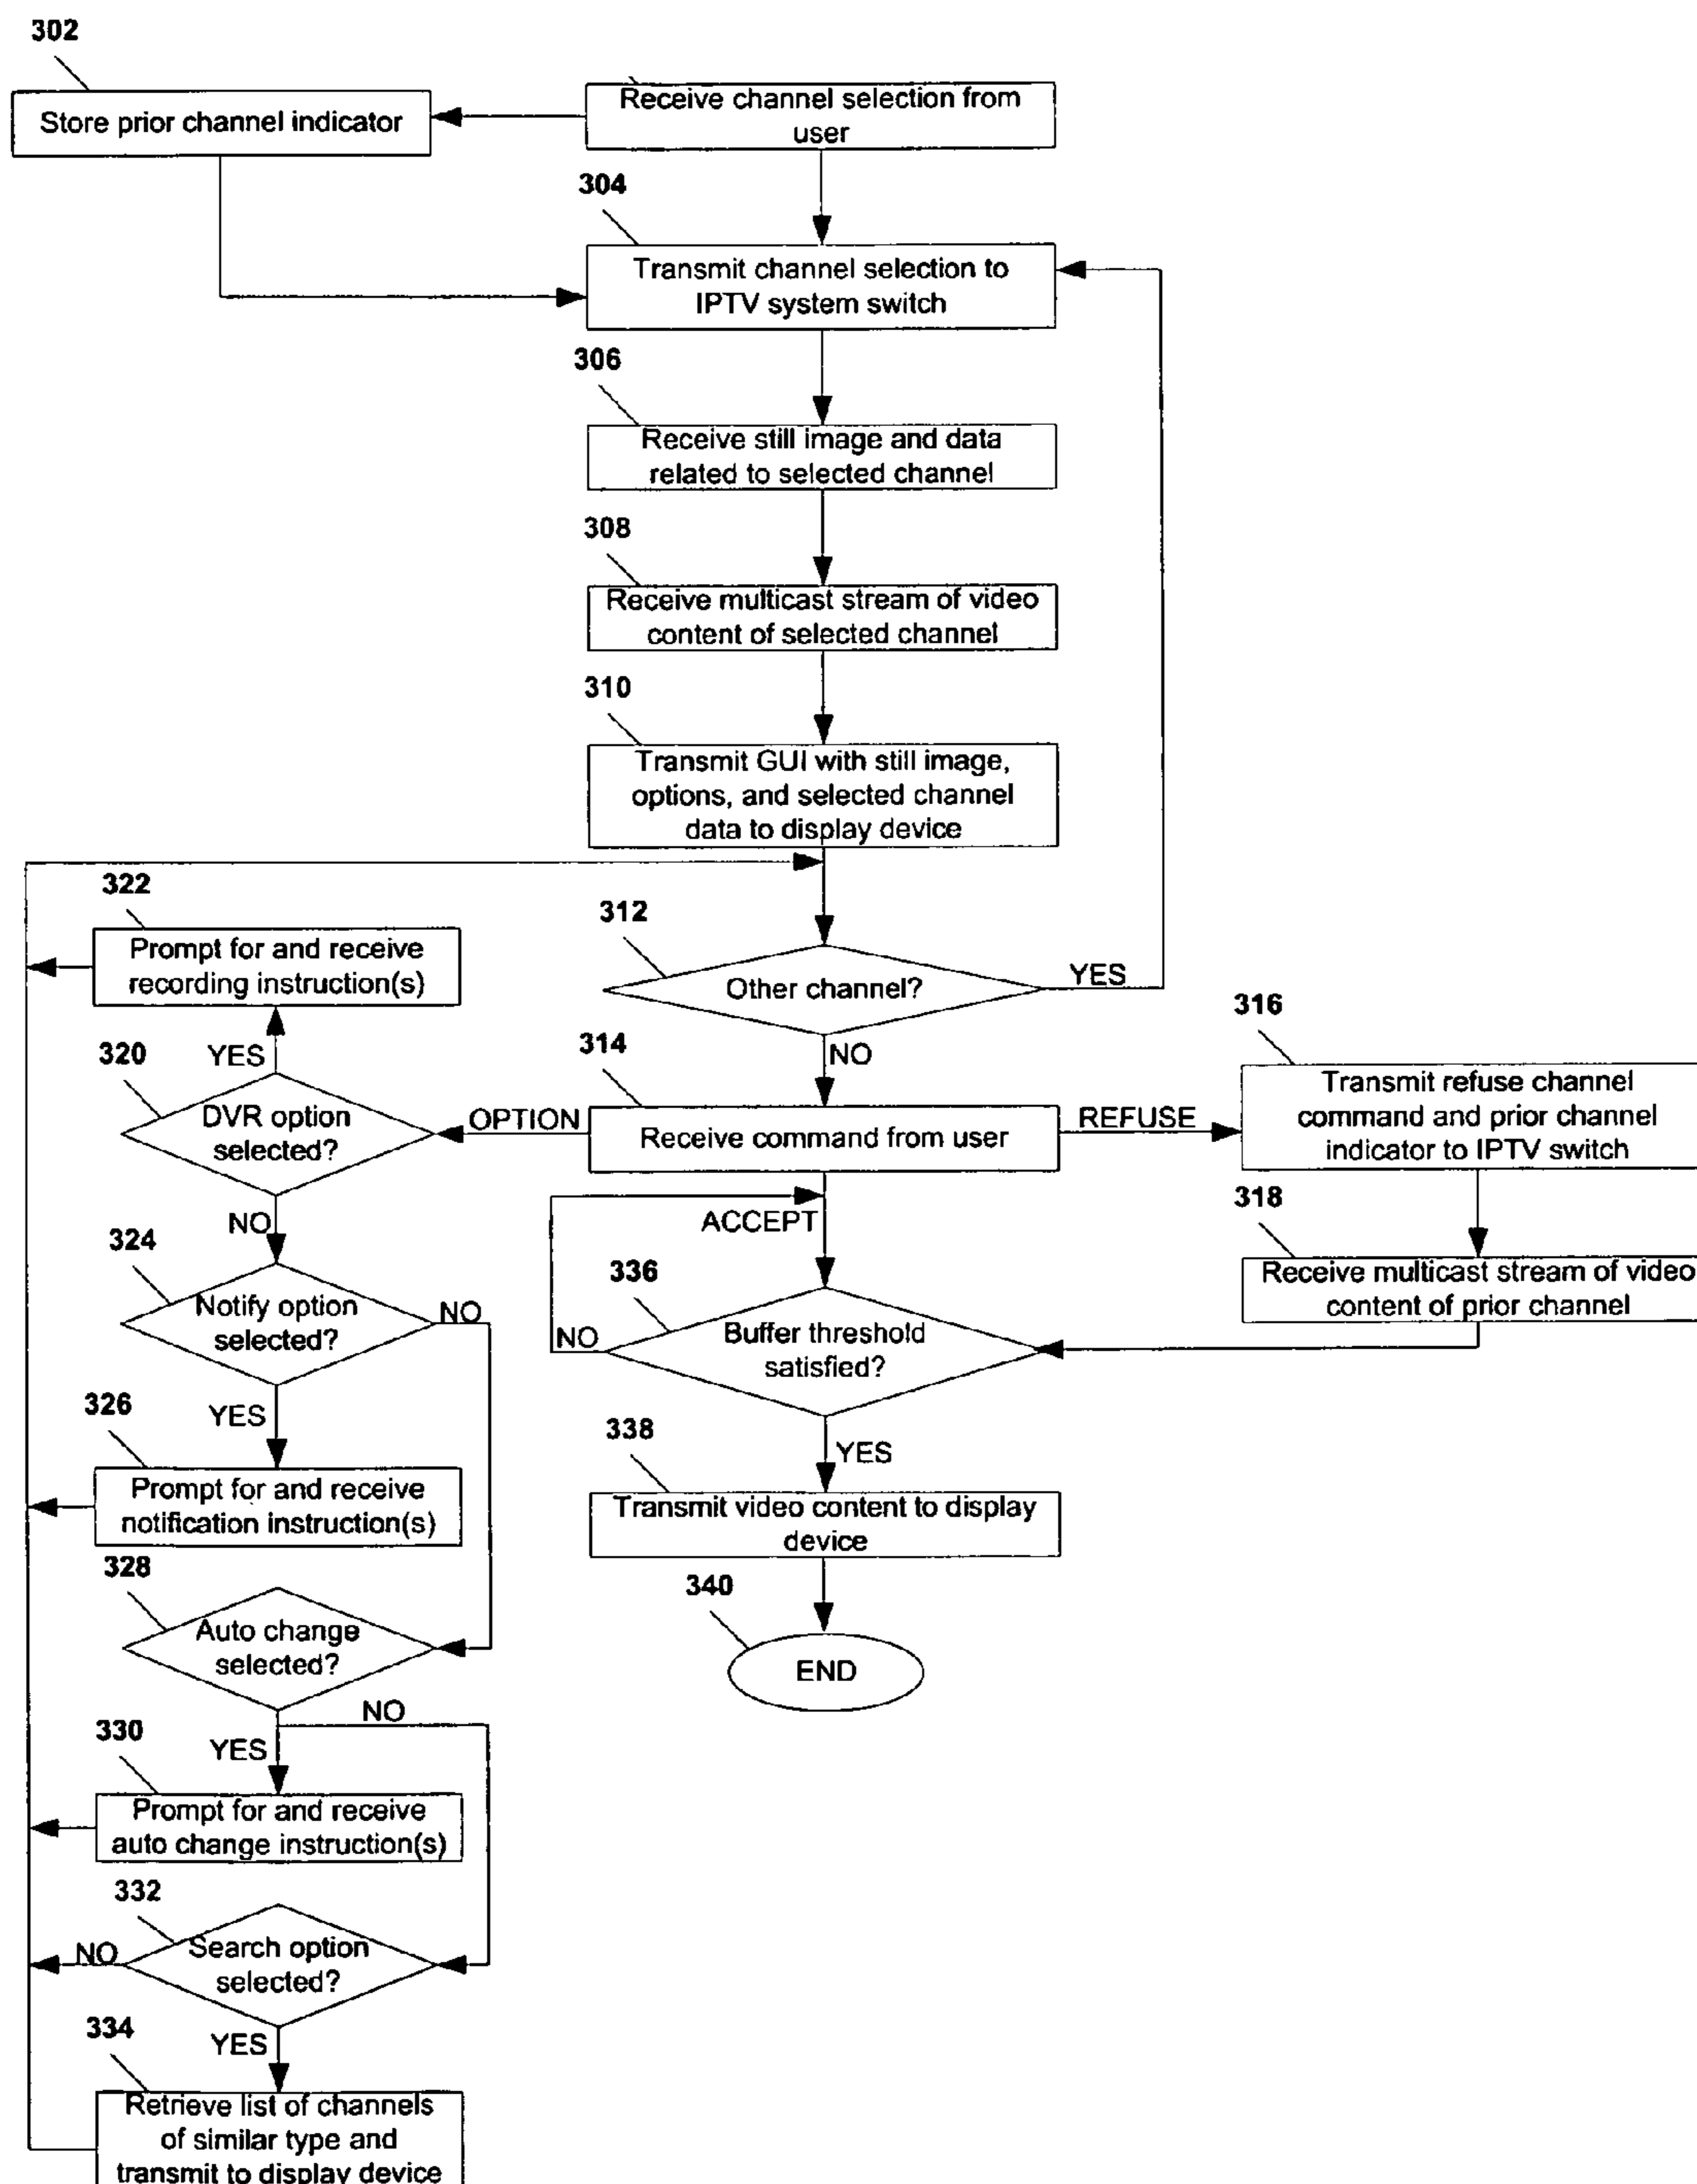 302
Store prior channel indicator
Receive channel selection from
user
304
Transmit channel selection to
IPTV system switch
306
Receive still image and data
related to selected channel
308
Receive multicast stream of video
content of selected channel
310
Transmit GUI with still image,
options, and selected channel
data to display device
312
Other channel?
YES
NO
314
Receive command from user
OPTION
REFUSE
ACCEPT
316
Transmit refuse channel
command and prior channel
indicator to IPTV switch
318
Receive multicast stream of video
content of prior channel
320
DVR option
selected?
YES
NO
322
Prompt for and receive
recording instruction(s)
324
Notify option
selected?
NO
YES
326
Prompt for and receive
notification instruction(s)
328
Auto change
selected?
NO
YES
330
Prompt for and receive
auto change instruction(s)
332
Search option
selected?
NO
YES
334
Retrieve list of channels
of similar type and
transmit to display device
336
Buffer threshold
satisfied?
NO
YES
338
Transmit video content to display
device
340
END